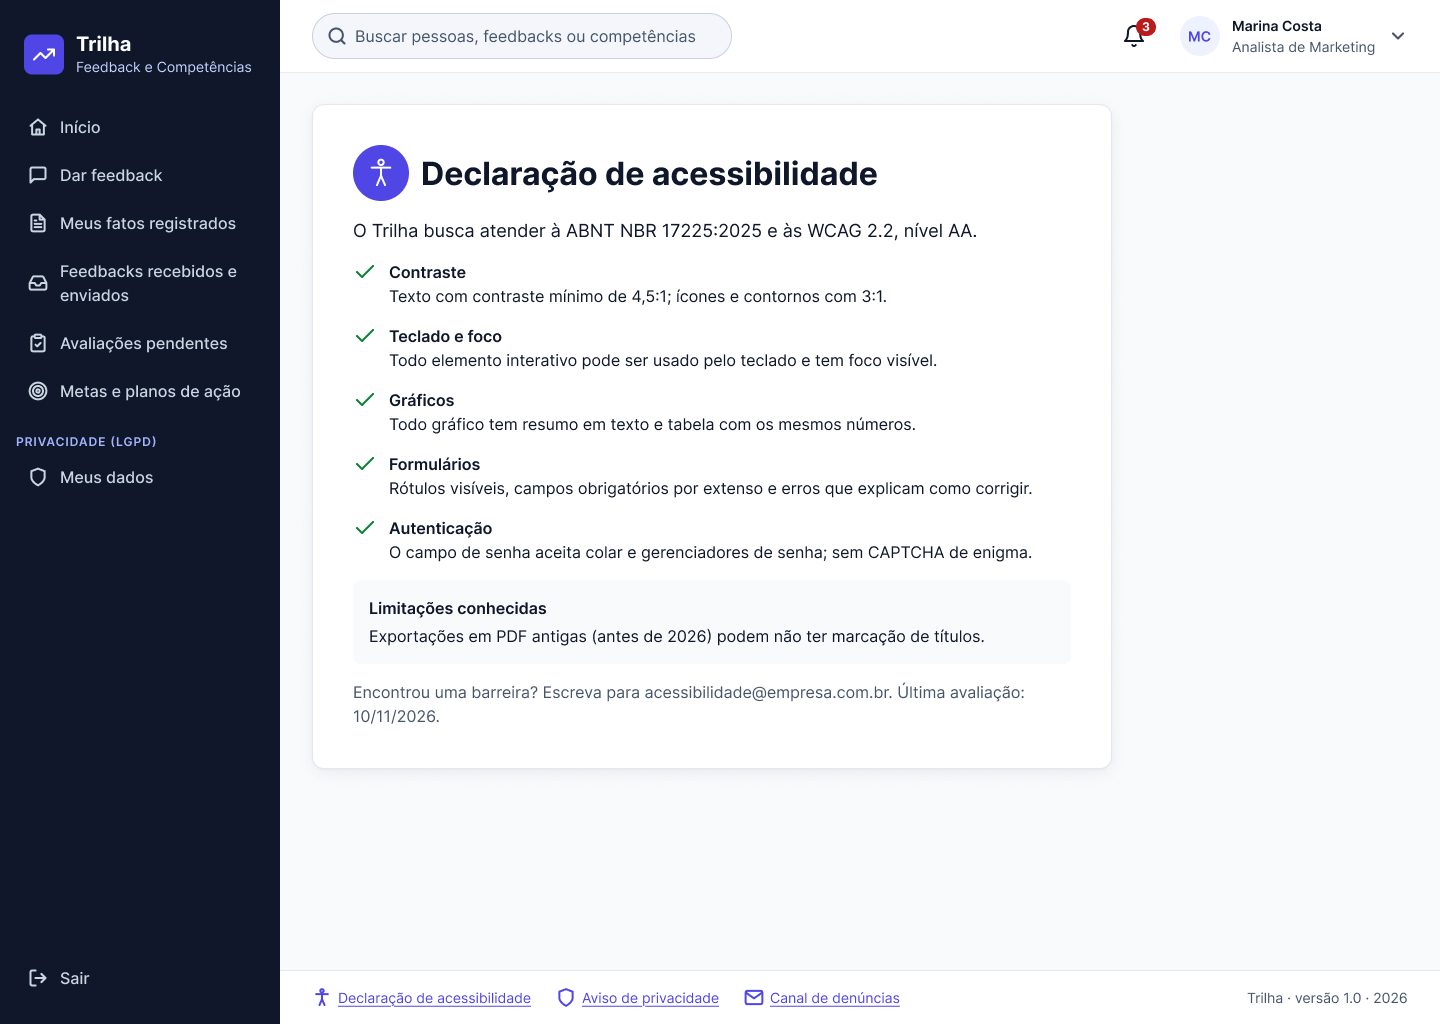 Trilha
Feedback e Competências
Início
Dar feedback
Meus fatos registrados
Feedbacks recebidos e
enviados
Avaliações pendentes
Metas e planos de ação
PRIVACIDADE (LGPD)
Meus dados
Sair
Buscar pessoas, feedbacks ou competências
3
MC
Marina Costa
Analista de Marketing
Declaração de acessibilidade
O Trilha busca atender à ABNT NBR 17225:2025 e às WCAG 2.2, nível AA.
Contraste
Texto com contraste mínimo de 4,5:1; ícones e contornos com 3:1.
Teclado e foco
Todo elemento interativo pode ser usado pelo teclado e tem foco visível.
Gráficos
Todo gráfico tem resumo em texto e tabela com os mesmos números.
Formulários
Rótulos visíveis, campos obrigatórios por extenso e erros que explicam como corrigir.
Autenticação
O campo de senha aceita colar e gerenciadores de senha; sem CAPTCHA de enigma.
Limitações conhecidas
Exportações em PDF antigas (antes de 2026) podem não ter marcação de títulos.
Encontrou uma barreira? Escreva para acessibilidade@empresa.com.br. Última avaliação:
10/11/2026.
Declaração de acessibilidade
Aviso de privacidade
Canal de denúncias
Trilha · versão 1.0 · 2026